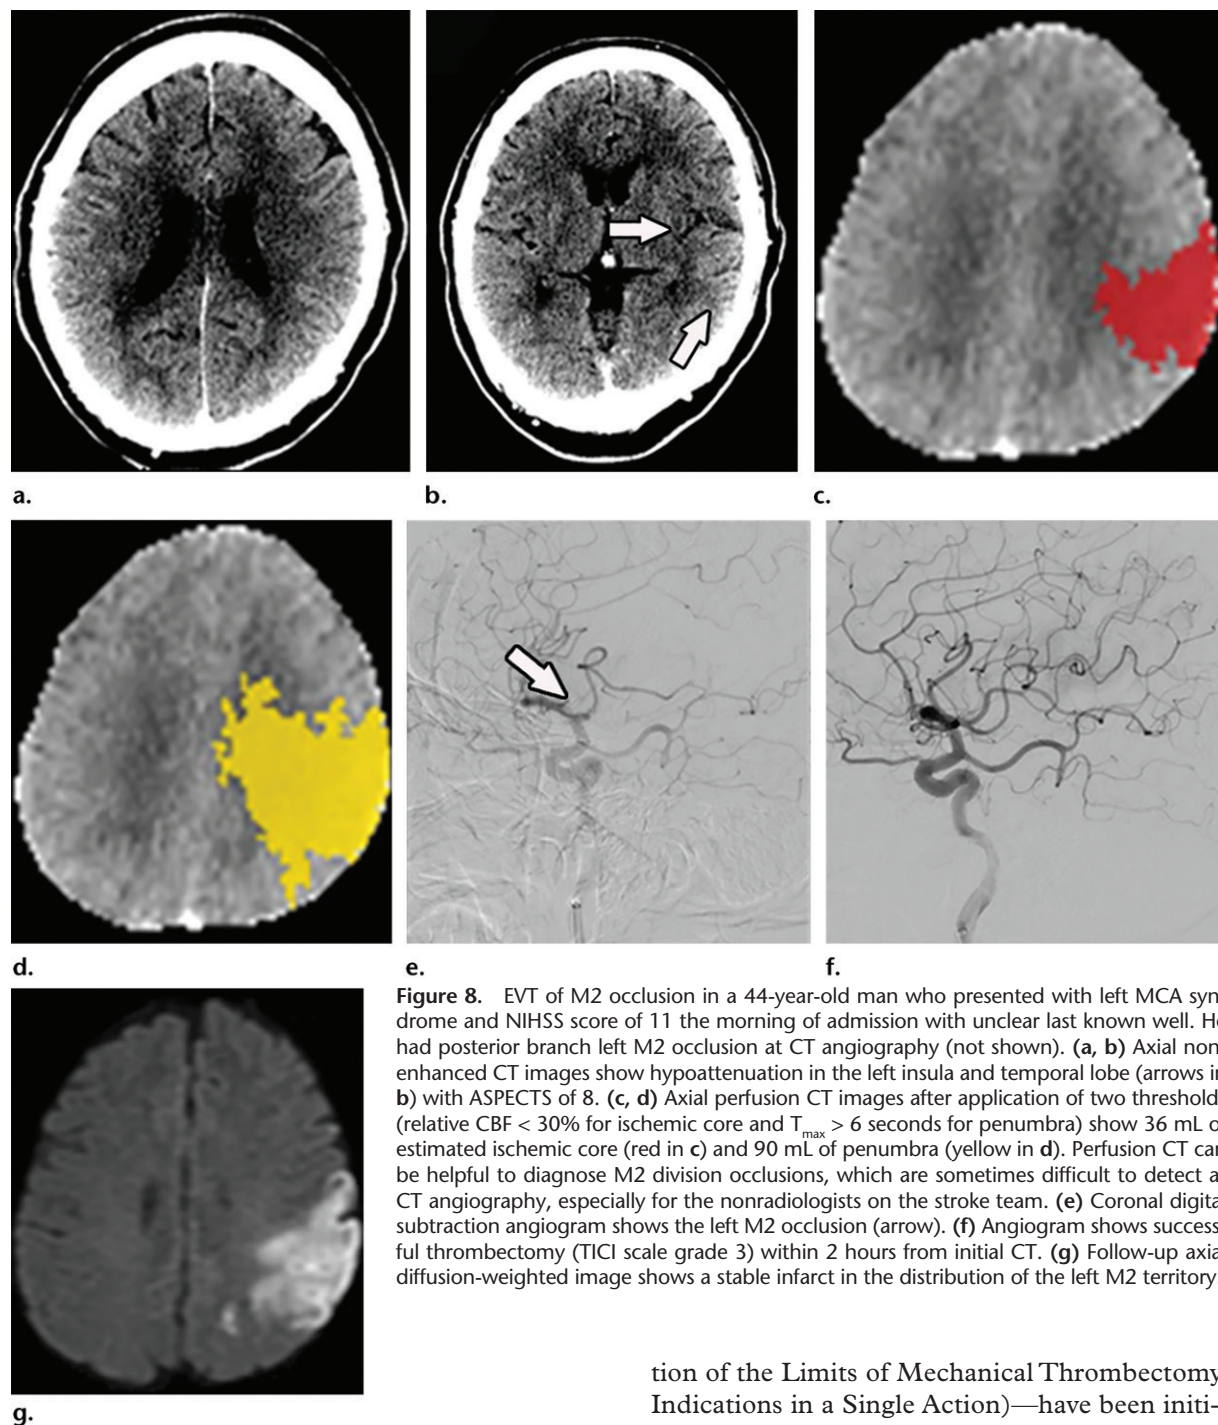 a.
b.
c.
d.
e.
f.
Figure 8. EVT of M2 occlusion in a 44-year-old man who presented with left MCA syn-
drome and NIHSS score of 11 the morning of admission with unclear last known well. He
had posterior branch left M2 occlusion at CT angiography (not shown). (a, b) Axial non-
enhanced CT images show hypoattenuation in the left insula and temporal lobe (arrows in
b) with ASPECTS of 8. (c, d) Axial perfusion CT images after application of two threshold
(relative CBF < 30% for ischemic core and Tmax > 6 seconds for penumbra) show 36 mL o
estimated ischemic core (red in c) and 90 mL of penumbra (yellow in d). Perfusion CT can
be helpful to diagnose M2 division occlusions, which are sometimes difficult to detect a
CT angiography, especially for the nonradiologists on the stroke team. (e) Coronal digita
subtraction angiogram shows the left M2 occlusion (arrow). (f) Angiogram shows success
ful thrombectomy (TICI scale grade 3) within 2 hours from initial CT. (g) Follow-up axia
diffusion-weighted image shows a stable infarct in the distribution of the left M2 territory
g.
tion of the Limits of Mechanical Thrombectomy
Indications in a Single Action)—have been initi-